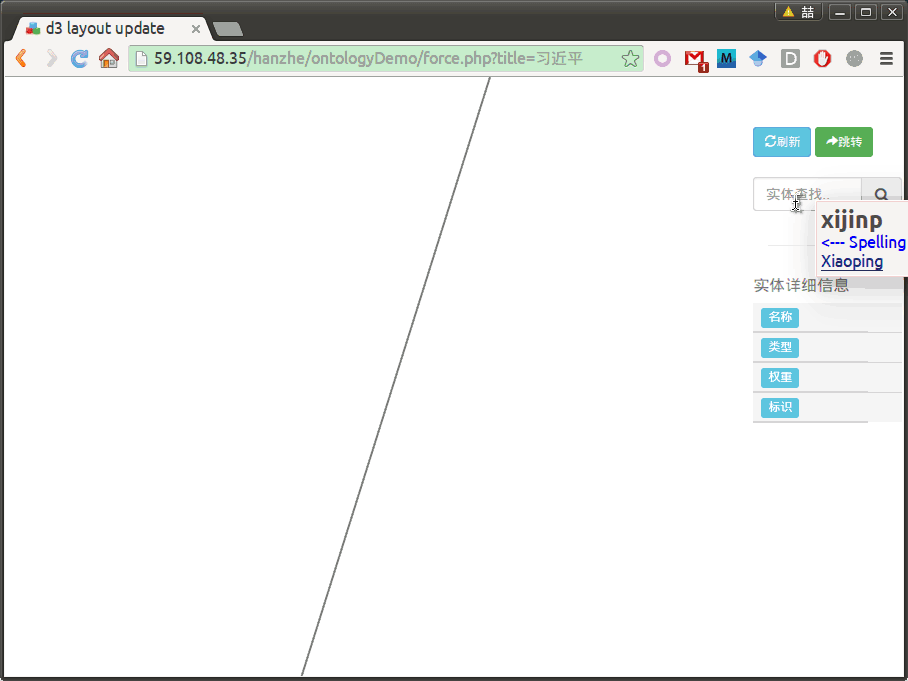 喆
d3 layout update
59.108.48.35/hanzhe/ontologyDemo/force.php?title=习近平
1
M
D
刷新
跳转
实体查找..
xijinp
<--- Spelling
Xiaoping
实体详细信息
名称
类型
权重
标识